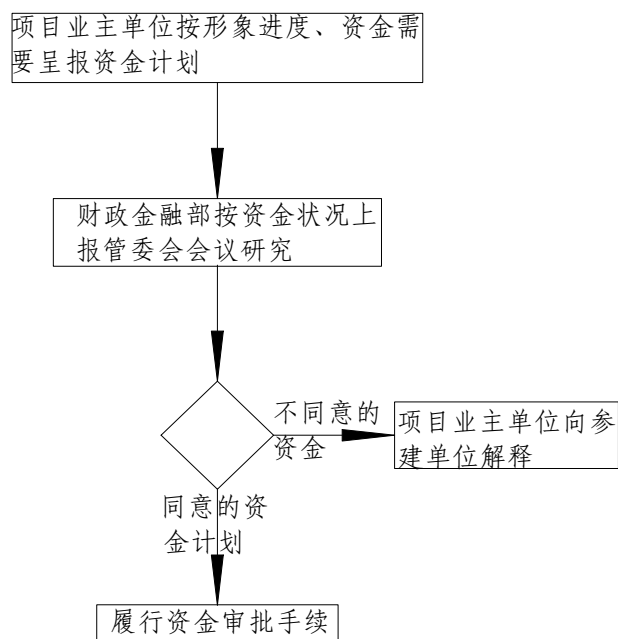 项目业主单位按形象进度、资金需
要呈报资金计划
财政金融部按资金状况上
报管委会会议研究
不同意的
资金
项目业主单位向参
建单位解释
同意的资
金计划
履行资金审批手续